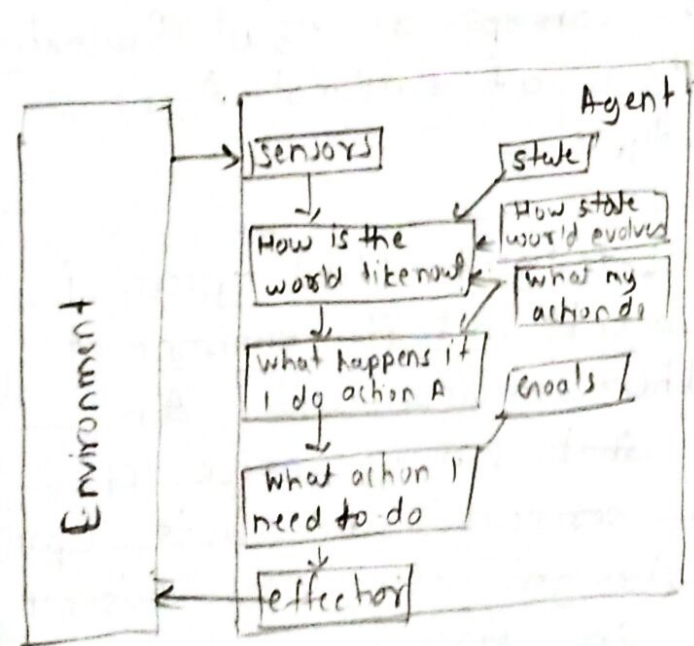 Agent
sensors
state
How is the
world like now
How state
world evolves
what my
action do
what happens if
I do action A
Goals
what action I
need to do
effector
Environment